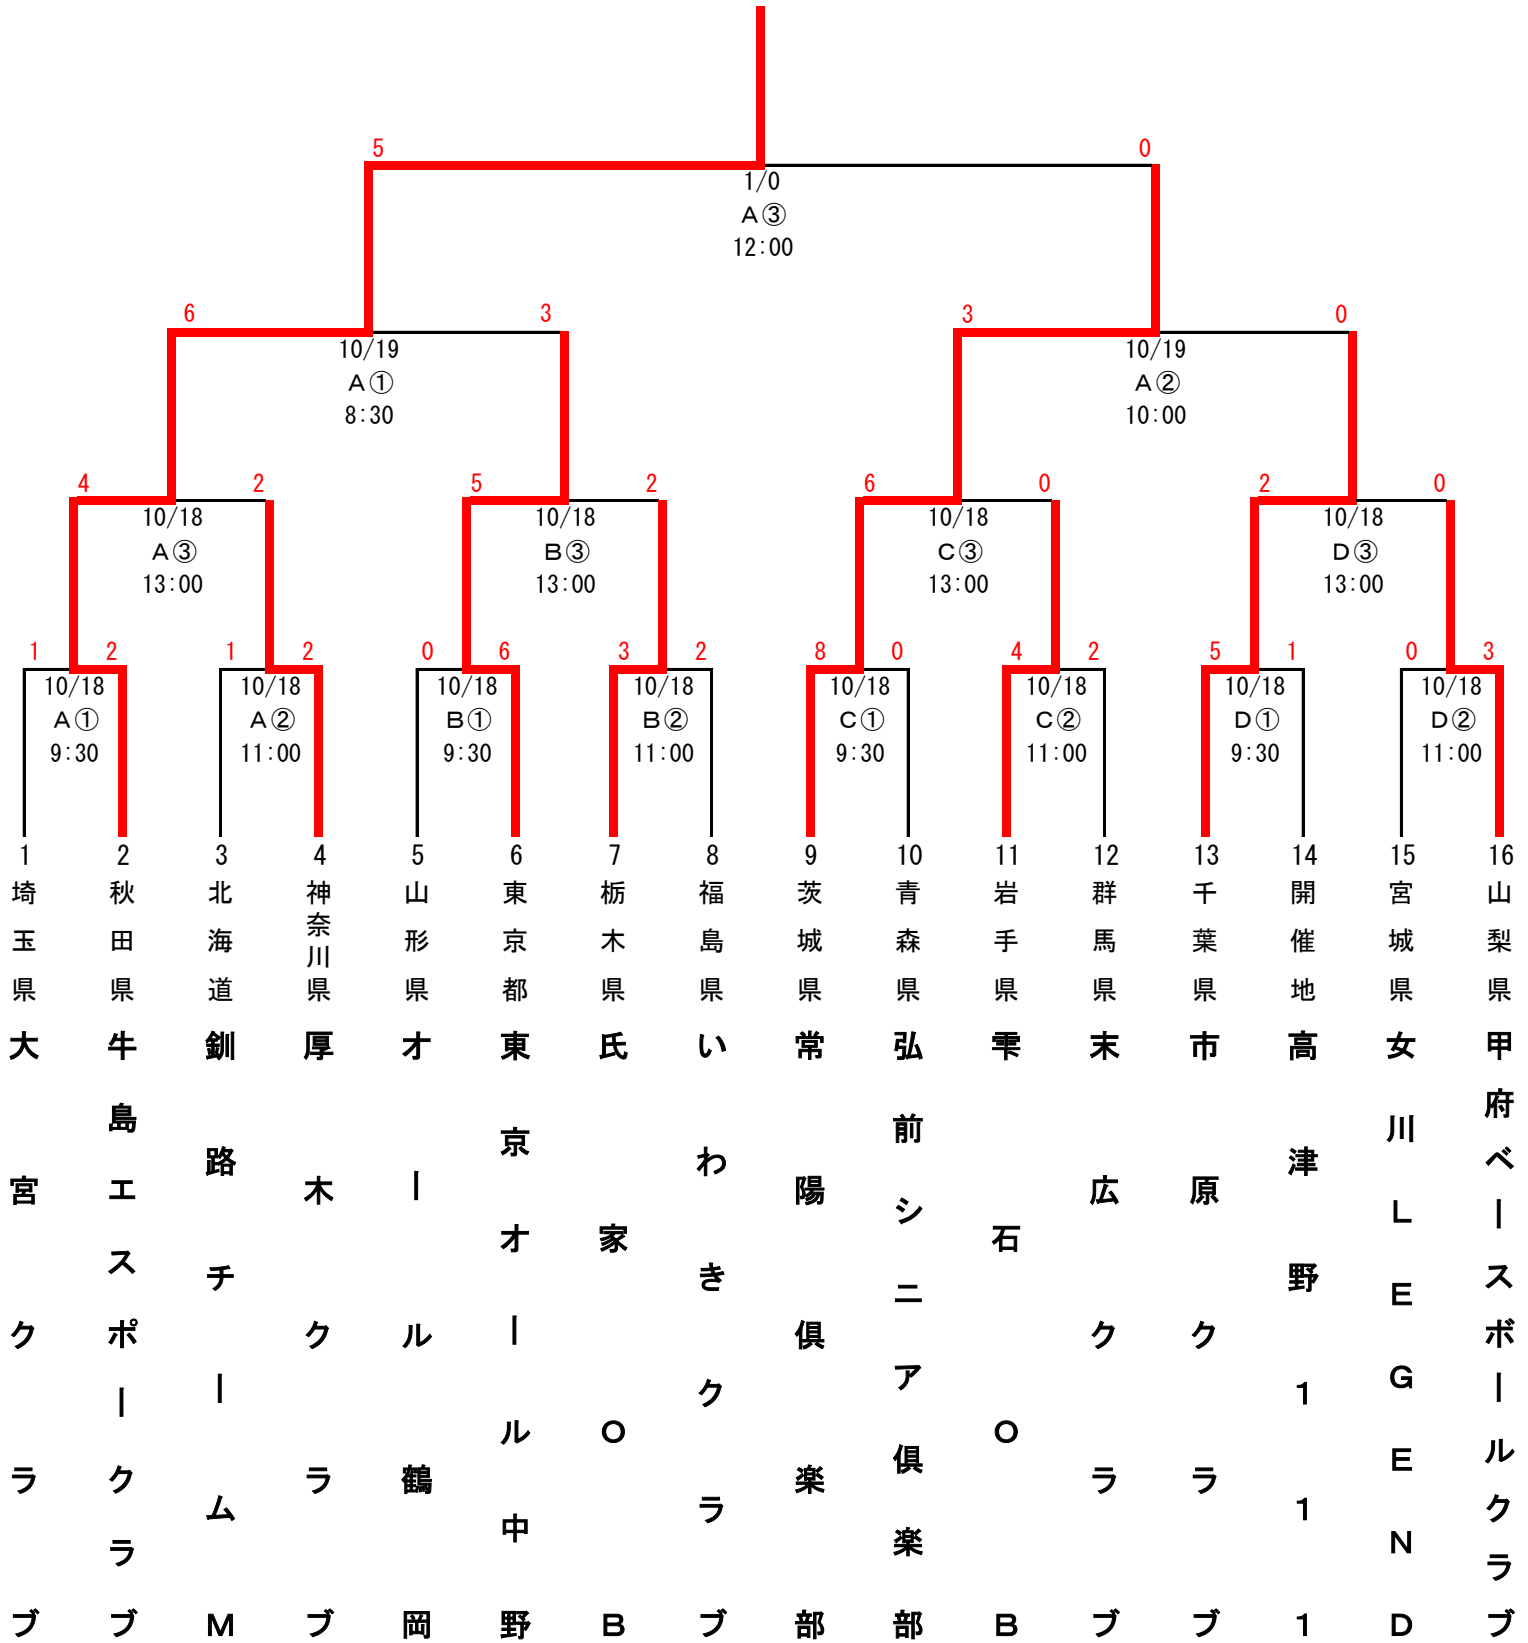 5 0
1/0
A③
12:00
6 3 3 0
10/19 10/19
A① A②
8:30 10:00
4 2 5 2 6 0 2 0
10/18 10/18 10/18 10/18
A③ B③ C③ D③
13:00 13:00 13:00 13:00
1 2 1 2 0 6 3 2 8 0 4 2 5 1 0 3
10/18 10/18 10/18 10/18 10/18 10/18 10/18 10/18
A① A② B① B② C① C② D① D②
9:30 11:00 9:30 11:00 9:30 11:00 9:30 11:00
1 埼玉県 大宮クラブ
2 秋田県 牛島エスポークラブ
3 北海道 釧路チームM
4 神奈川県 厚木クラブ
5 山形県 オール鶴岡
6 東京都 東京オール中野
7 栃木県 氏家OB
8 福島県 いわきクラブ
9 茨城県 常陽倶楽部
10 青森県 弘前シニア倶楽部
11 岩手県 雫石OB
12 群馬県 末広クラブ
13 千葉県 市原クラブ
14 開催地 高津野111
15 宮城県 女川LEGEND
16 山梨県 甲府ベースボールクラブ